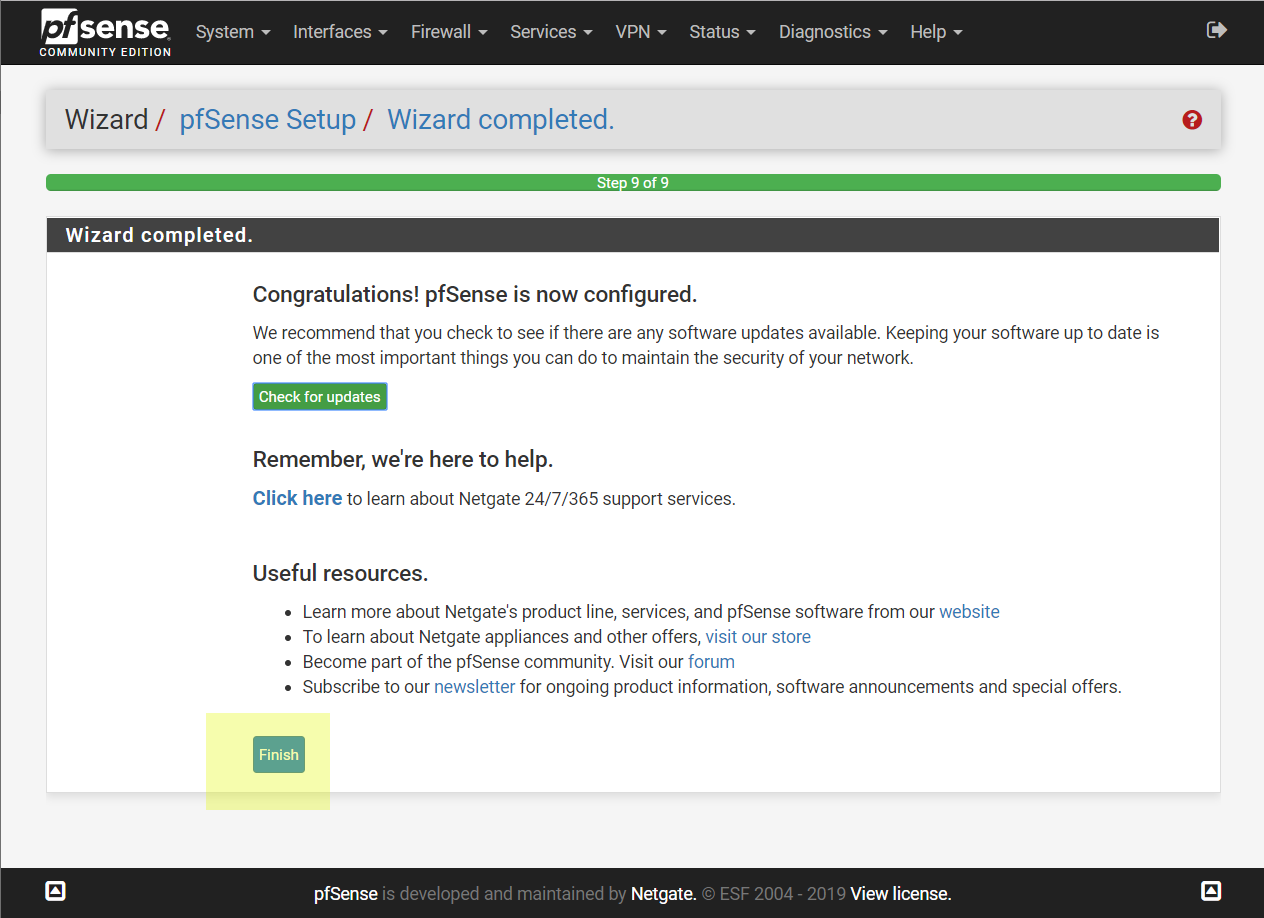 pfsense
COMMUNITY EDITION
System Interfaces Firewall Services VPN Status Diagnostics Help
Wizard / pfSense Setup / Wizard completed.
Step 9 of 9
Wizard completed.
Congratulations! pfSense is now configured.
We recommend that you check to see if there are any software updates available. Keeping your software up to date is
one of the most important things you can do to maintain the security of your network.
Check for updates
Remember, we're here to help.
Click here to learn about Netgate 24/7/365 support services.
Useful resources.
• Learn more about Netgate's product line, services, and pfSense software from our website
• To learn about Netgate appliances and other offers, visit our store
• Become part of the pfSense community. Visit our forum
• Subscribe to our newsletter for ongoing product information, software announcements and special offers.
Finish
pfSense is developed and maintained by Netgate. © ESF 2004 - 2019 View license.